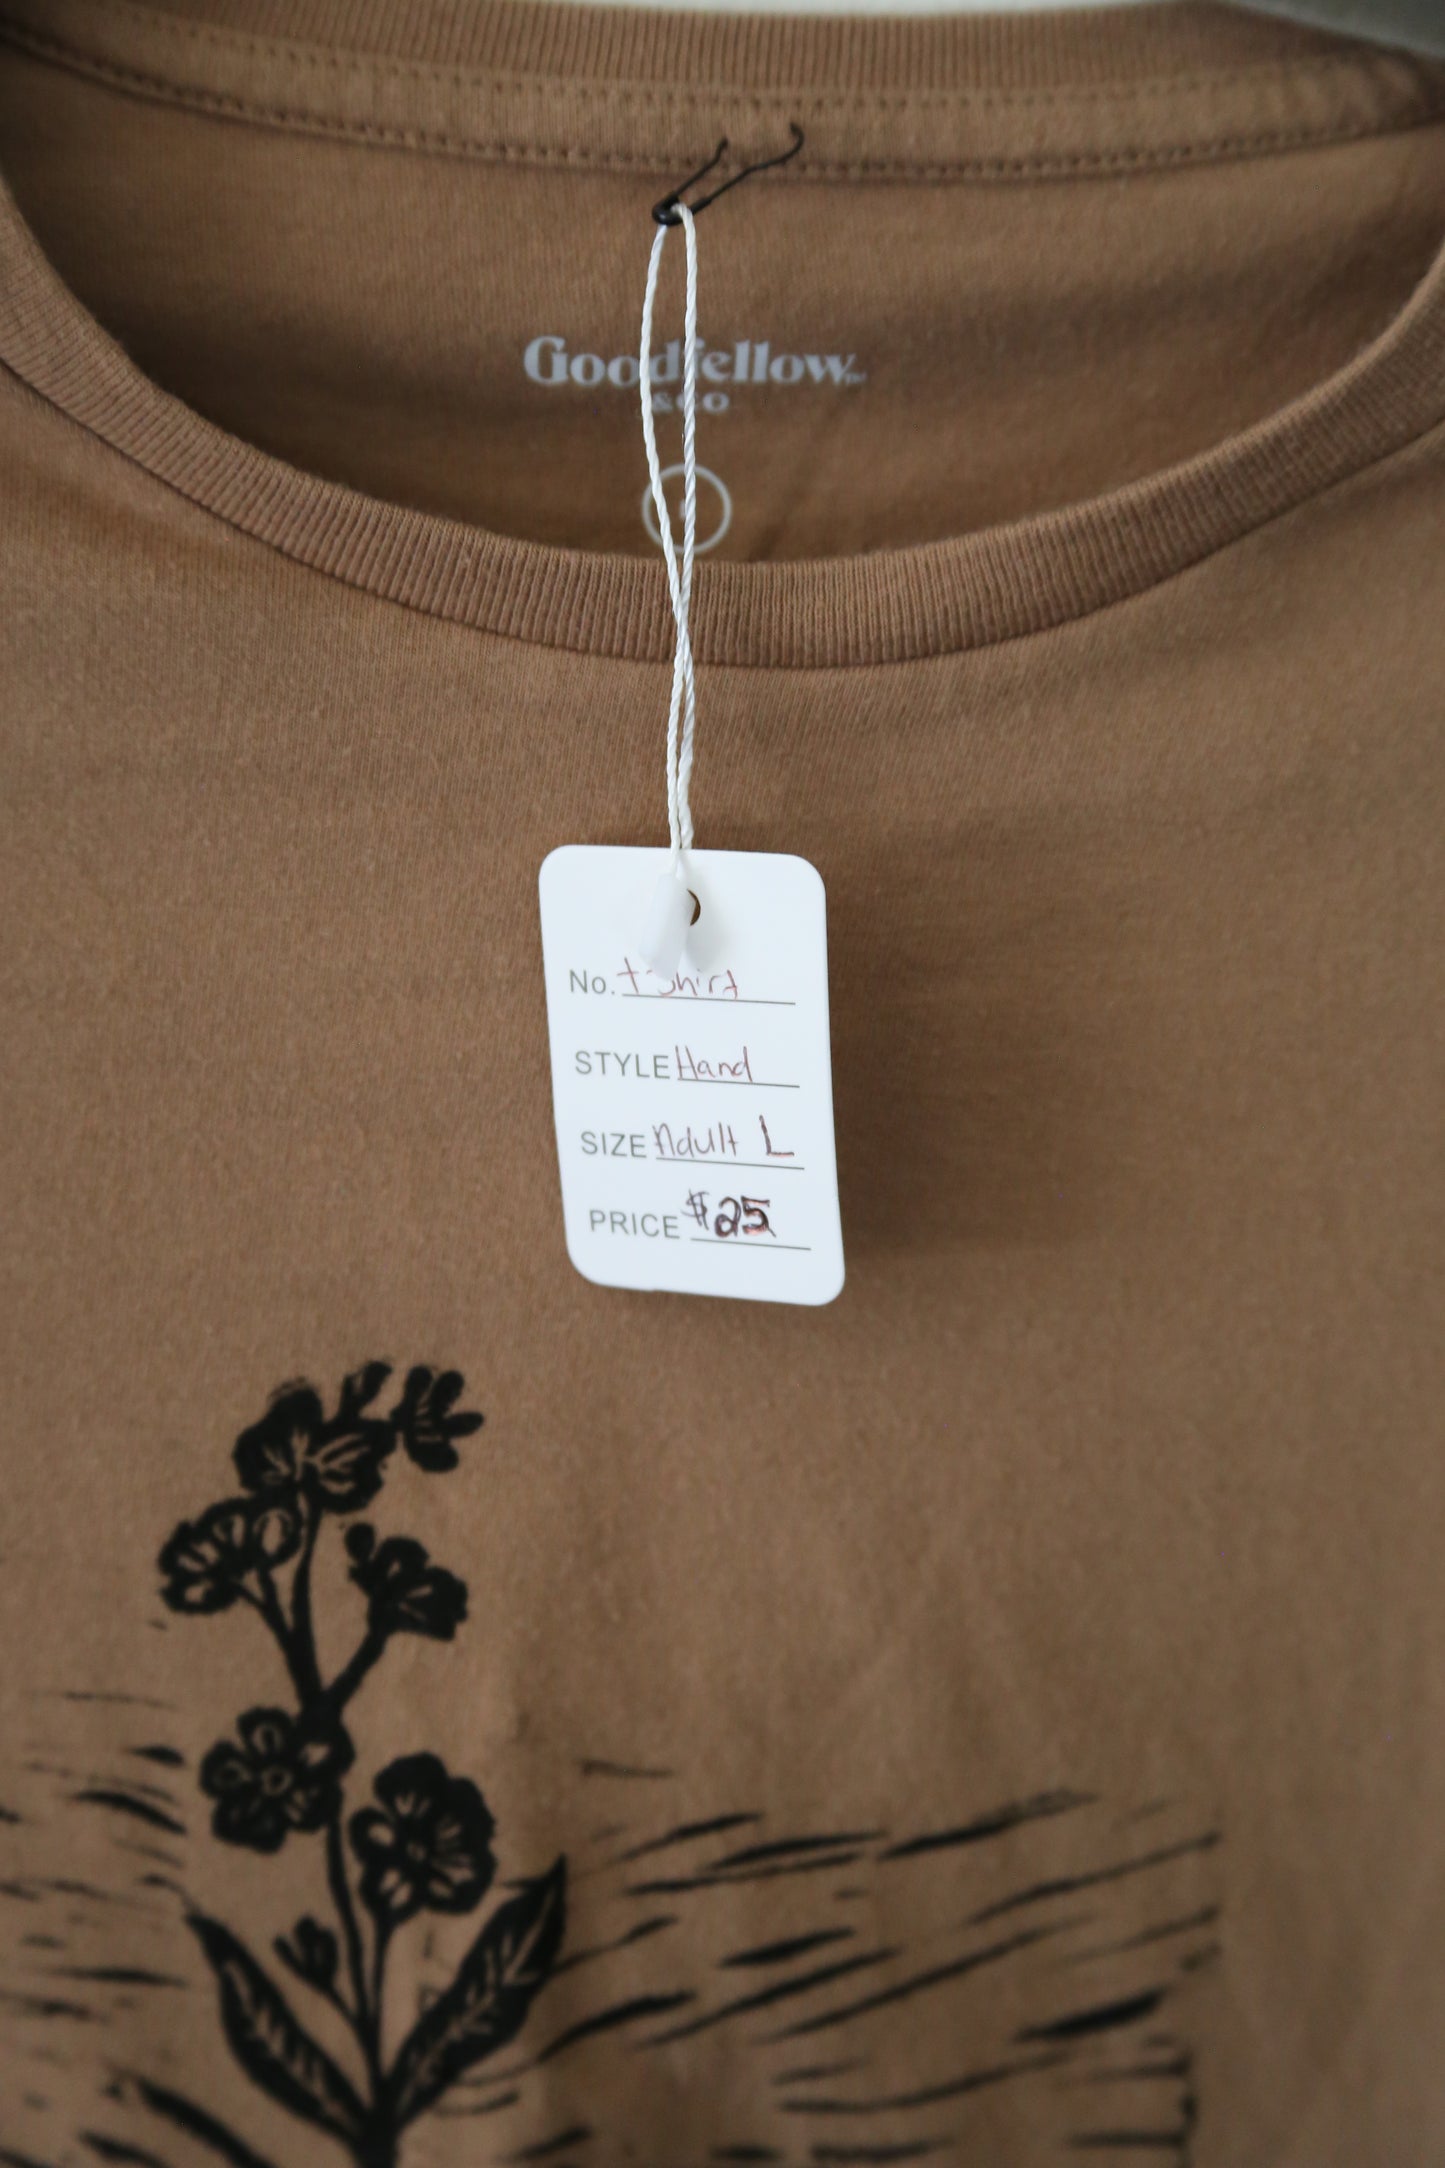 Goodfellow
& CO
No. t shirt
STYLE Hand
SIZE Adult L
PRICE $25